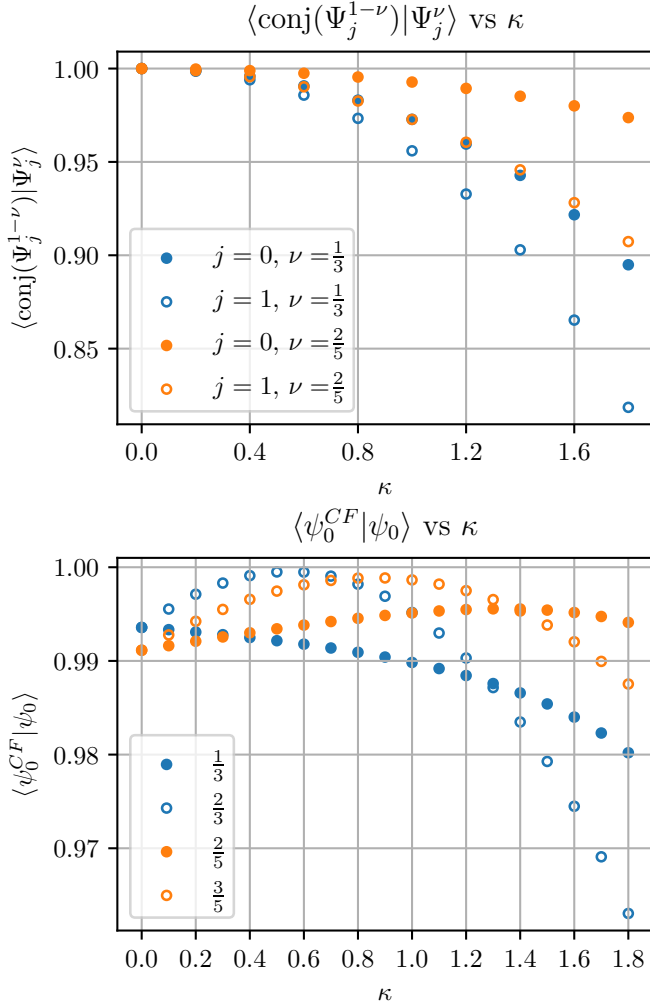 ⟨conj(Ψ_j^{1−ν})|Ψ_j^ν⟩ vs κ
⟨conj(Ψ_j^{1−ν})|Ψ_j^ν⟩
1.00
0.95
0.90
0.85
j = 0, ν = 1/3
j = 1, ν = 1/3
j = 0, ν = 2/5
j = 1, ν = 2/5
0.0 0.4 0.8 1.2 1.6
κ
⟨ψ_0^{CF}|ψ_0⟩ vs κ
⟨ψ_0^{CF}|ψ_0⟩
1.00
0.99
0.98
0.97
1/3
2/3
2/5
3/5
0.0 0.2 0.4 0.6 0.8 1.0 1.2 1.4 1.6 1.8
κ